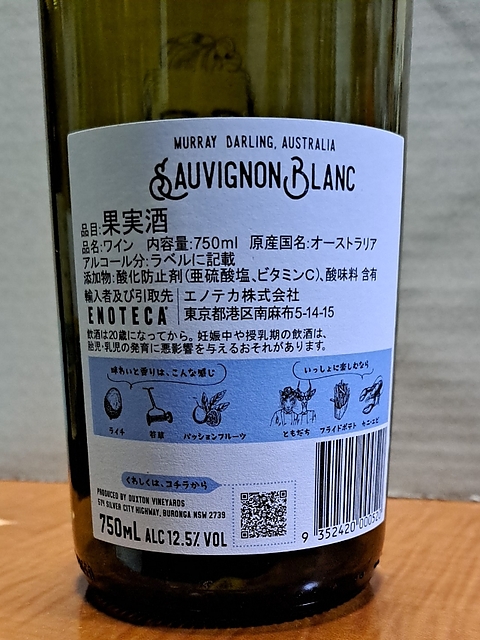 MURRAY DARLING, AUSTRALIA
SAUVIGNON BLANC
品目:果実酒
品名:ワイン 内容量:750ml 原産国名:オーストラリア
アルコール分:ラベルに記載
添加物:酸化防止剤(亜硫酸塩、ビタミンC)、酸味料 含有
輸入者及び引取先 エノテカ株式会社
ENOTECA 東京都港区南麻布5-14-15
飲酒は20歳になってから。妊娠中や授乳期の飲酒は、
胎児・乳児の発育に悪影響を与えるおそれがあります。
味わいと香りは、こんな感じ
いっしょに楽しむなら
ライチ 若草 パッションフルーツ
ともだち フライドポテト ケンエビ
くわしくは、コチラから
PRODUCED BY DUXTON VINEYARDS
SILVER CITY HIGHWAY, BURONGA NSW 2739
750mL ALC 12.5% VOL
9 352420 000520